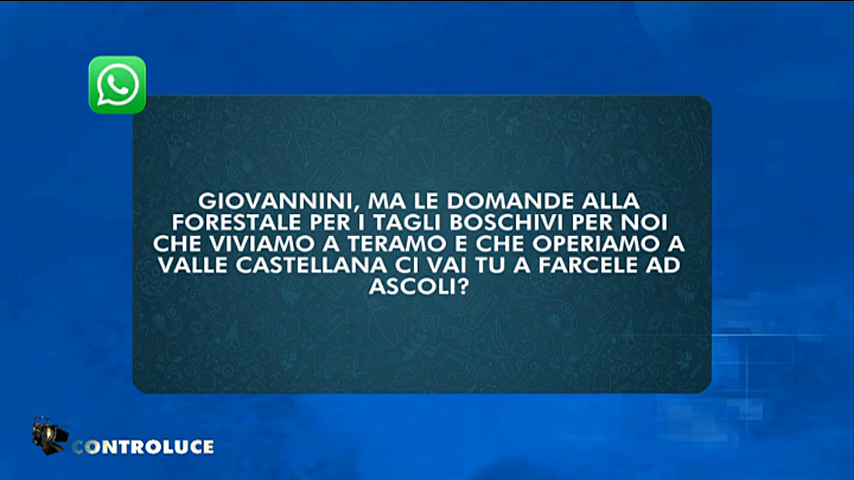 GIOVANNINI, MA LE DOMANDE ALLA
FORESTALE PER I TAGLI BOSCHIVI PER NOI
CHE VIVIAMO A TERAMO E CHE OPERIAMO A
VALLE CASTELLANA CI VAI TU A FARCELE AD
ASCOLI?
CONTROLUCE